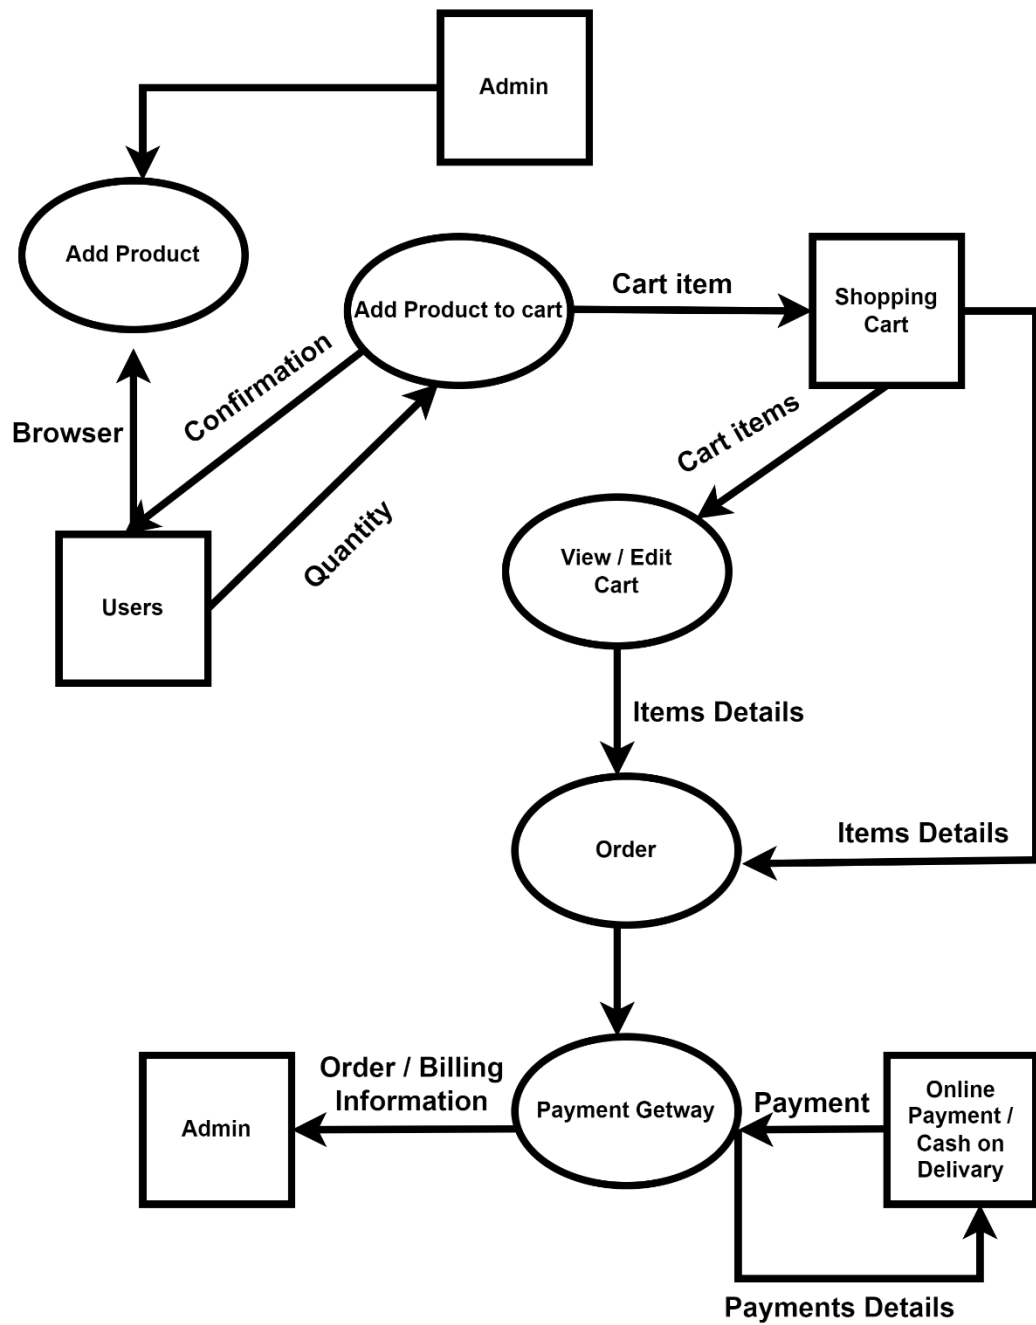 Admin
Add Product
Add Product to cart
Cart item
Shopping
Cart
Confirmation
Browser
Quantity
Cart items
Users
View / Edit
Cart
Items Details
Order
Items Details
Admin
Order / Billing
Information
Payment Getway
Payment
Online
Payment /
Cash on
Delivary
Payments Details